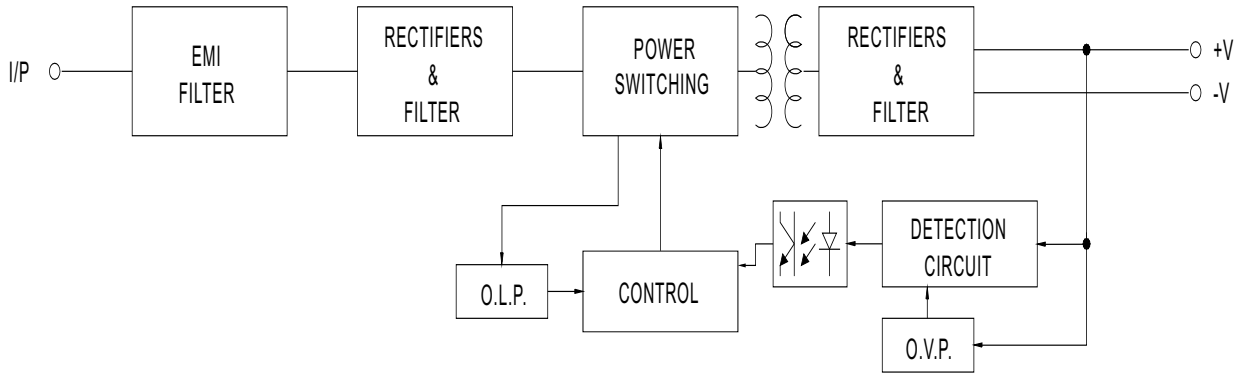 I/P
EMI
FILTER
RECTIFIERS
&
FILTER
POWER
SWITCHING
RECTIFIERS
&
FILTER
+V
-V
O.L.P.
CONTROL
DETECTION
CIRCUIT
O.V.P.